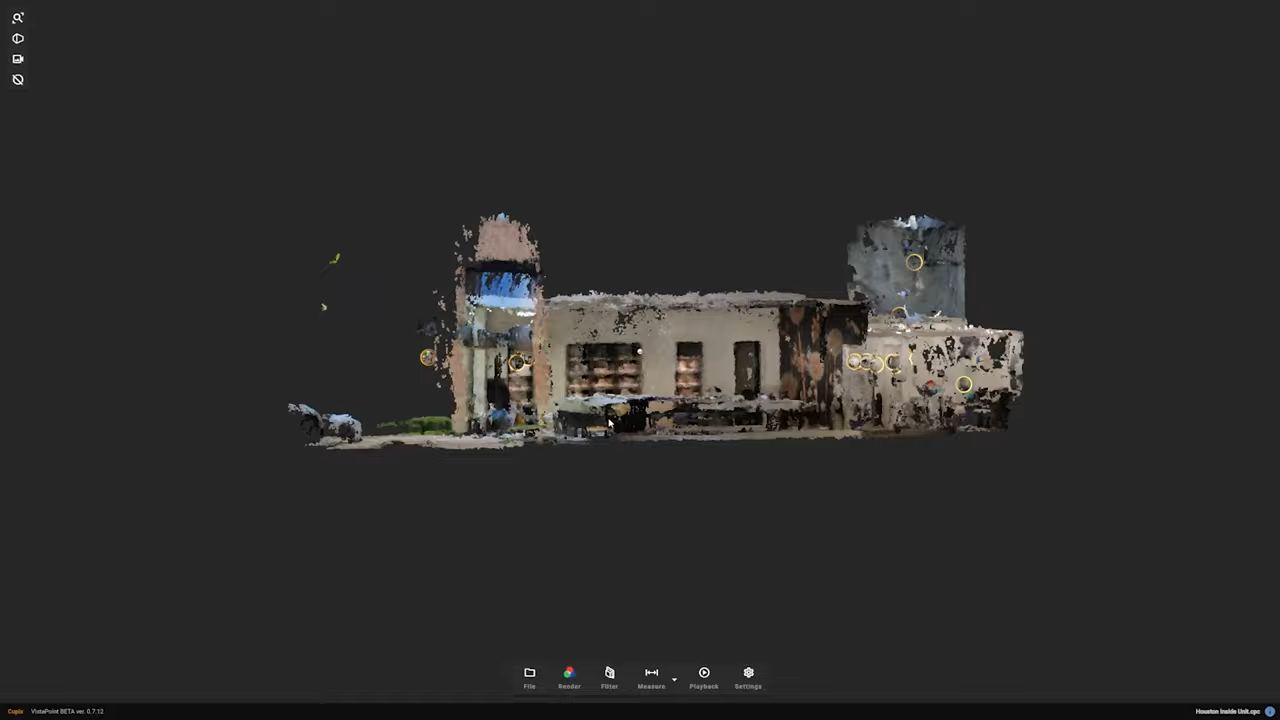 File Render Filter Measure Playback Settings
Cupix VistaPoint BETA ver. 0.7.12 Houston Inside Unit.cpc